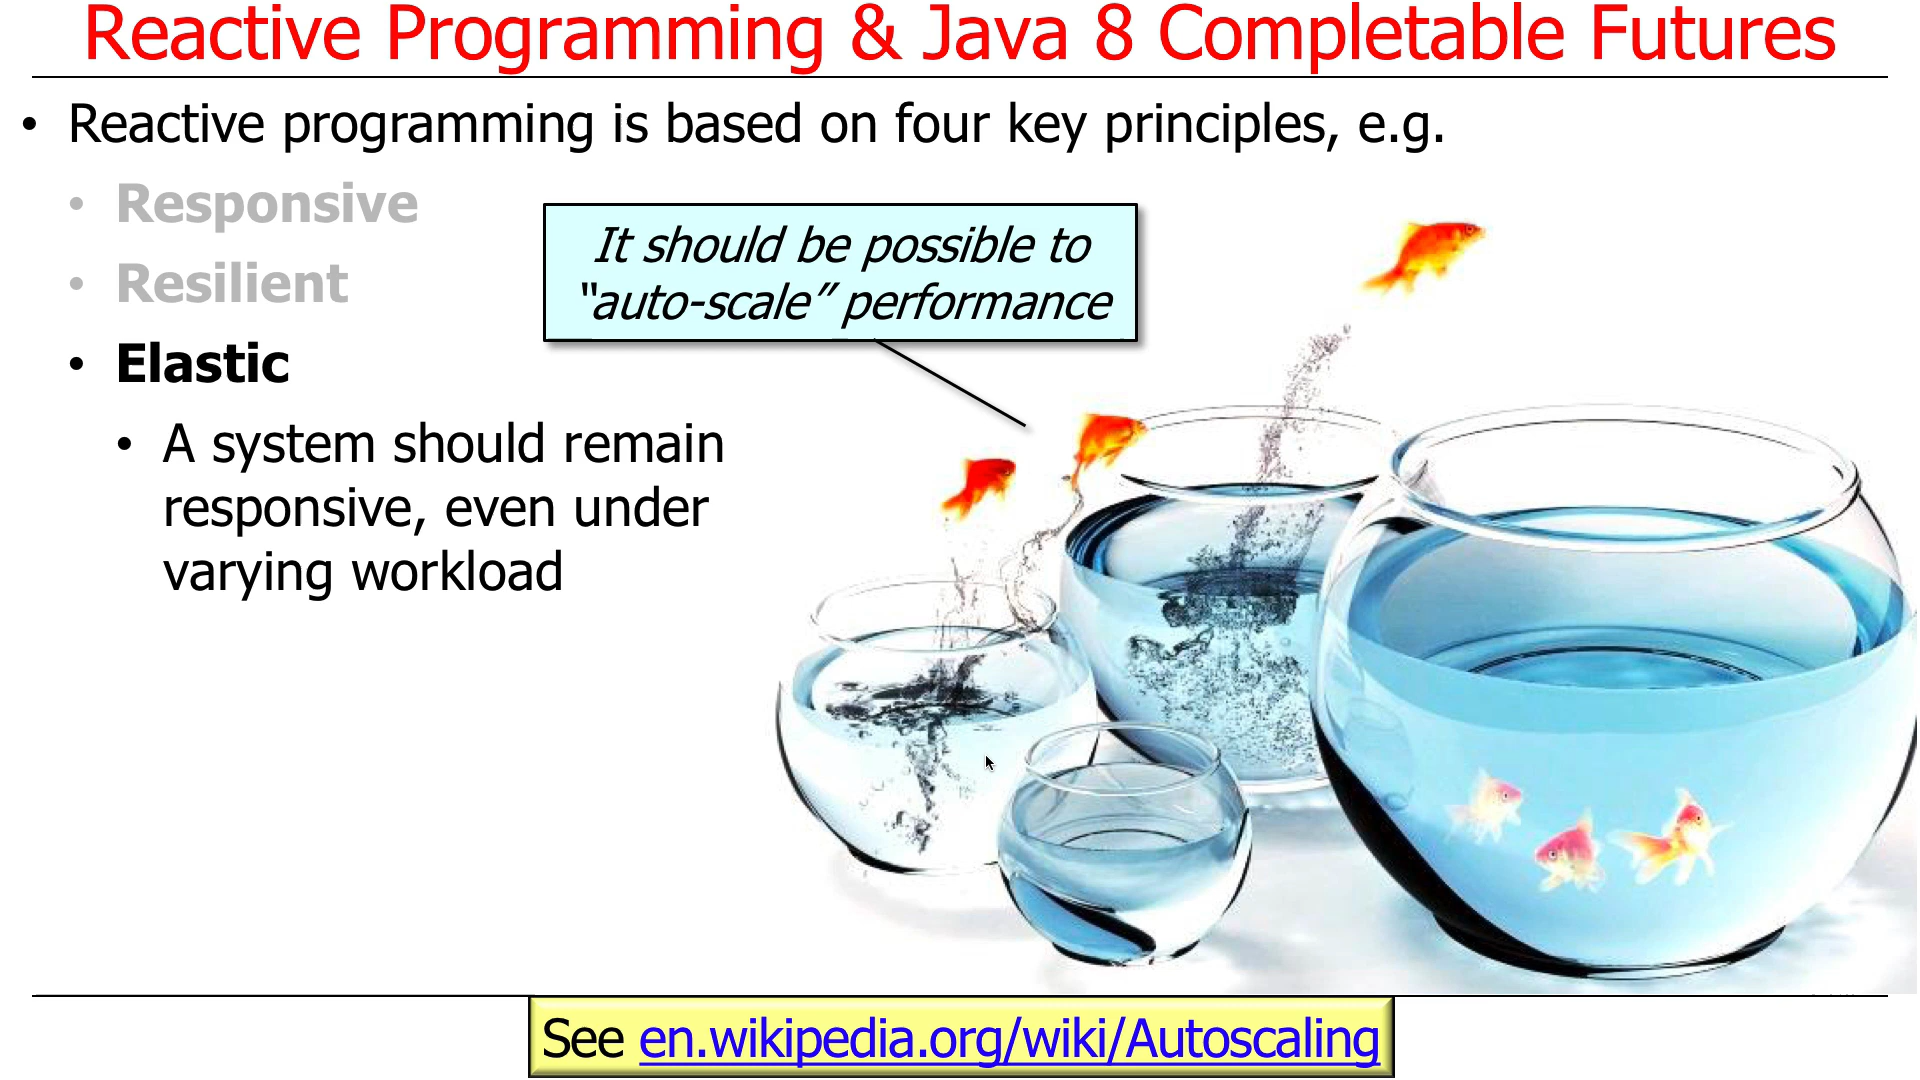 Reactive Programming & Java 8 Completable Futures
• Reactive programming is based on four key principles, e.g.
• Responsive
• Resilient
• Elastic
• A system should remain
responsive, even under
varying workload
It should be possible to
“auto-scale” performance
See en.wikipedia.org/wiki/Autoscaling